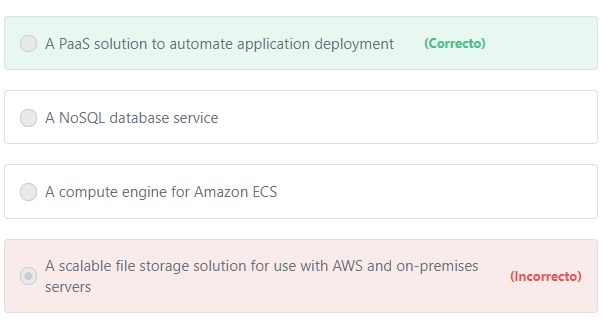 A PaaS solution to automate application deployment (Correcto)
A NoSQL database service
A compute engine for Amazon ECS
A scalable file storage solution for use with AWS and on-premises
servers
(Incorrecto)